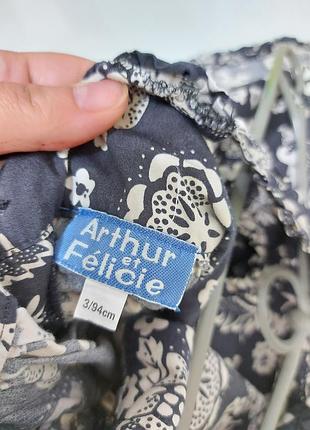 Arthur
et
Félicie
3/94cm